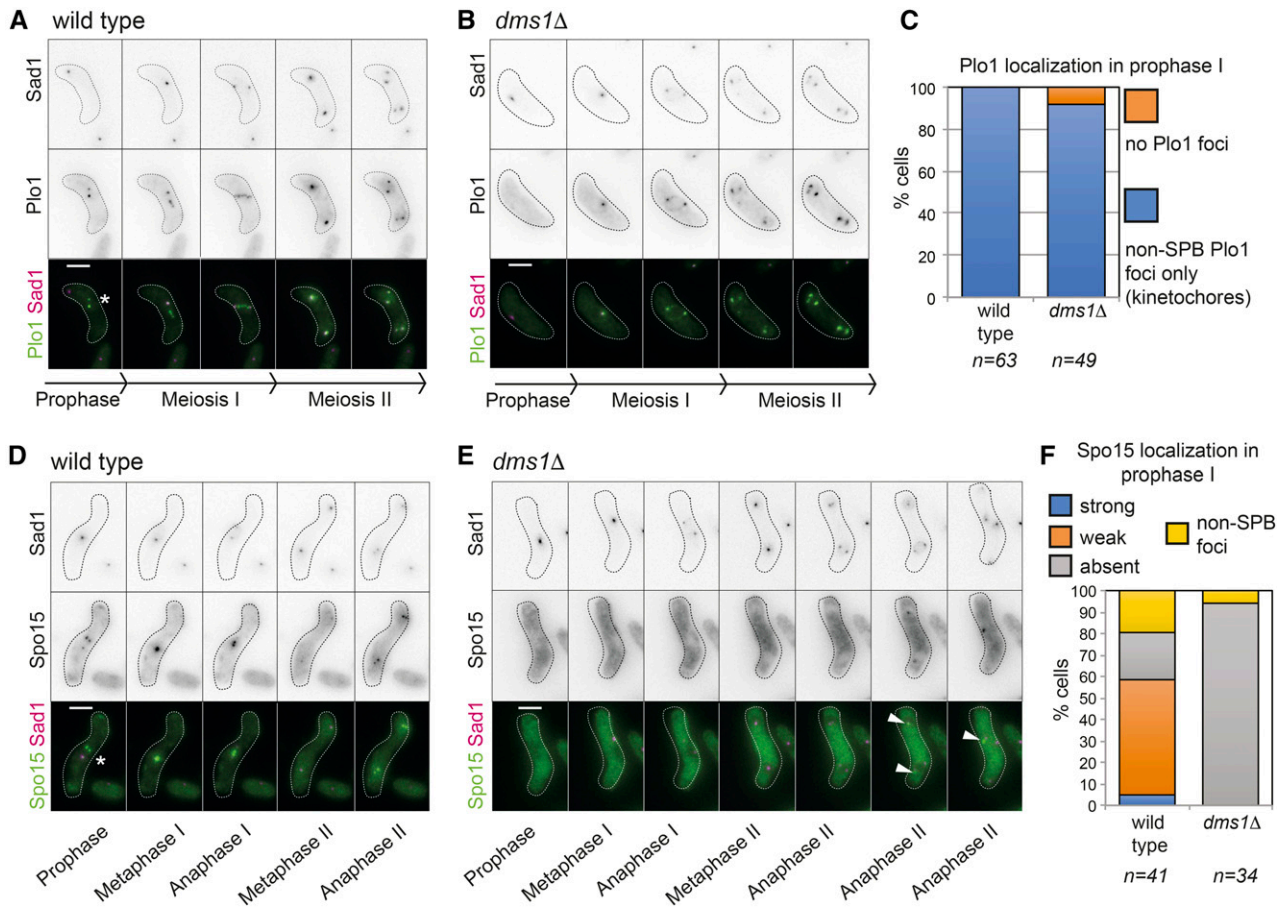 A wild type
Sad1
Plo1
Plo1 Sad1
*
Prophase
Meiosis I
Meiosis II
B dms1Δ
Plo1 Sad1
Prophase
Meiosis I
Meiosis II
C
Plo1 localization in prophase I
% cells
100
80
60
40
20
0
wild
type
n=63
dms1Δ
n=49
no Plo1 foci
non-SPB Plo1
foci only
(kinetochores)
D wild type
Sad1
Spo15
Spo15 Sad1
*
Prophase
Metaphase I
Anaphase I
Metaphase II
Anaphase II
E dms1Δ
Sad1
Spo15
Spo15 Sad1
Prophase
Metaphase I
Anaphase I
Metaphase II
Anaphase II
Anaphase II
Anaphase II
F Spo15 localization in
prophase I
strong
weak
absent
non-SPB
foci
% cells
100
90
80
70
60
50
40
30
20
10
0
wild
type
n=41
dms1Δ
n=34
Sad1
Plo1